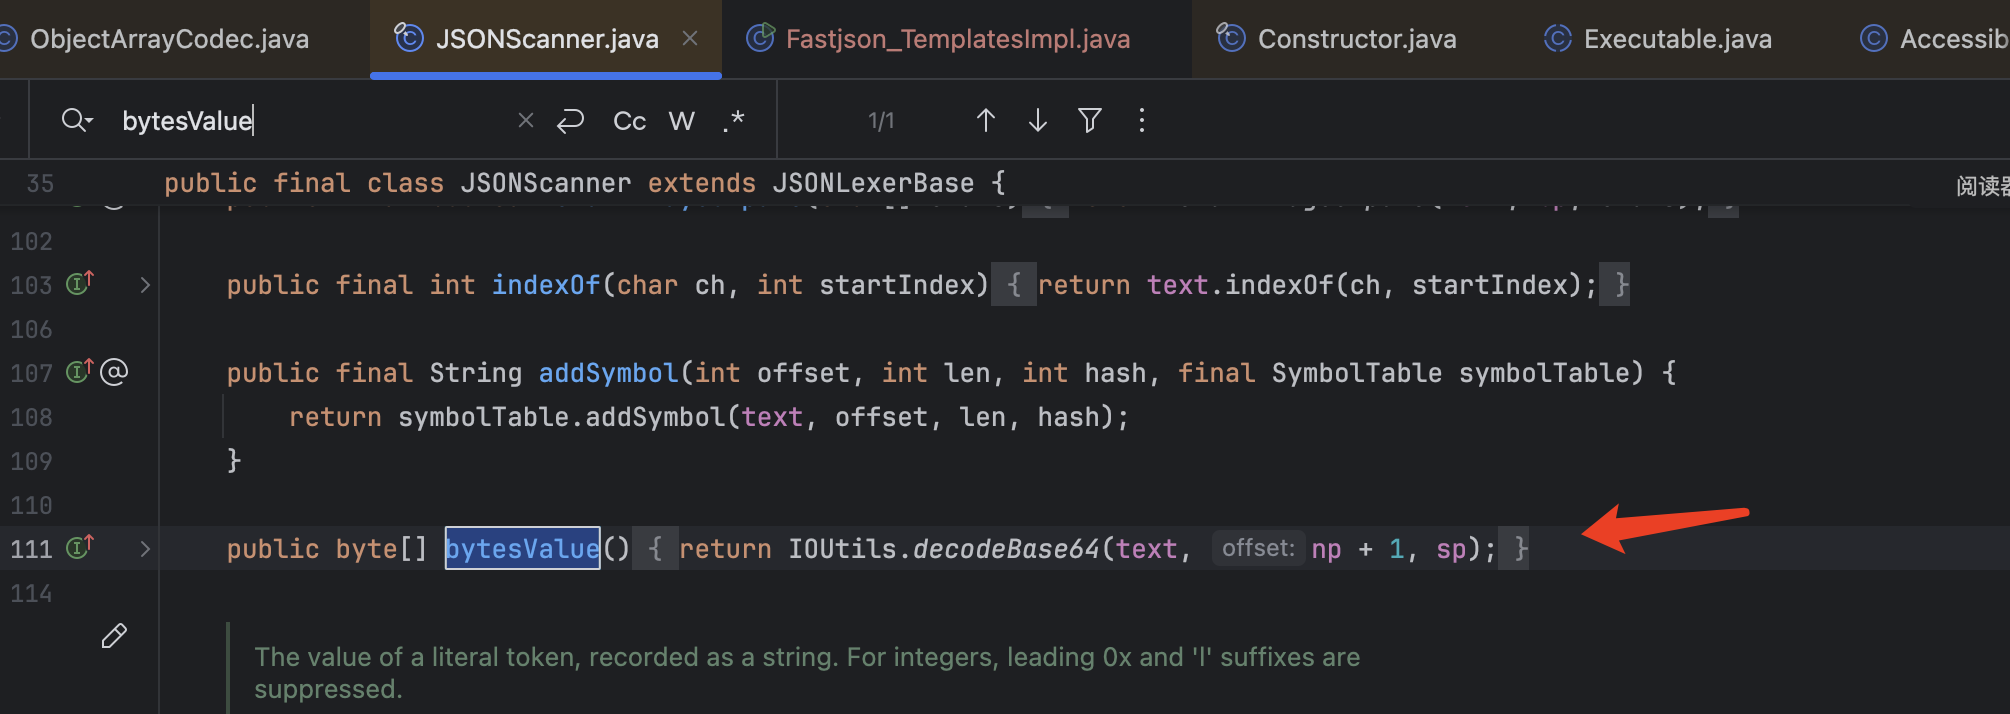 ObjectArrayCodec.java JSONScanner.java Fastjson_TemplatesImpl.java Constructor.java Executable.java Accessib
bytesValue Cc W .* 1/1
35 public final class JSONScanner extends JSONLexerBase {
阅读器
102
103 public final int indexOf(char ch, int startIndex) { return text.indexOf(ch, startIndex); }
106
107 public final String addSymbol(int offset, int len, int hash, final SymbolTable symbolTable) {
108 return symbolTable.addSymbol(text, offset, len, hash);
109 }
110
111 public byte[] bytesValue() { return IOUtils.decodeBase64(text, offset: np + 1, sp); }
114
The value of a literal token, recorded as a string. For integers, leading 0x and 'l' suffixes are
suppressed.